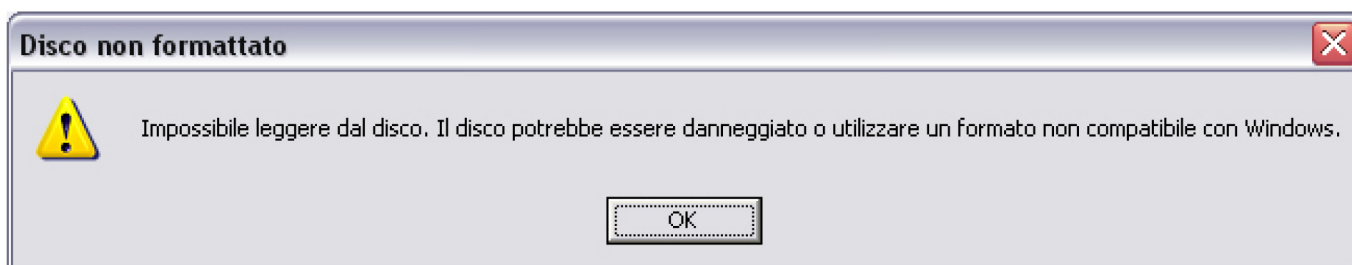 Disco non formattato
Impossibile leggere dal disco. Il disco potrebbe essere danneggiato o utilizzare un formato non compatibile con Windows.
OK